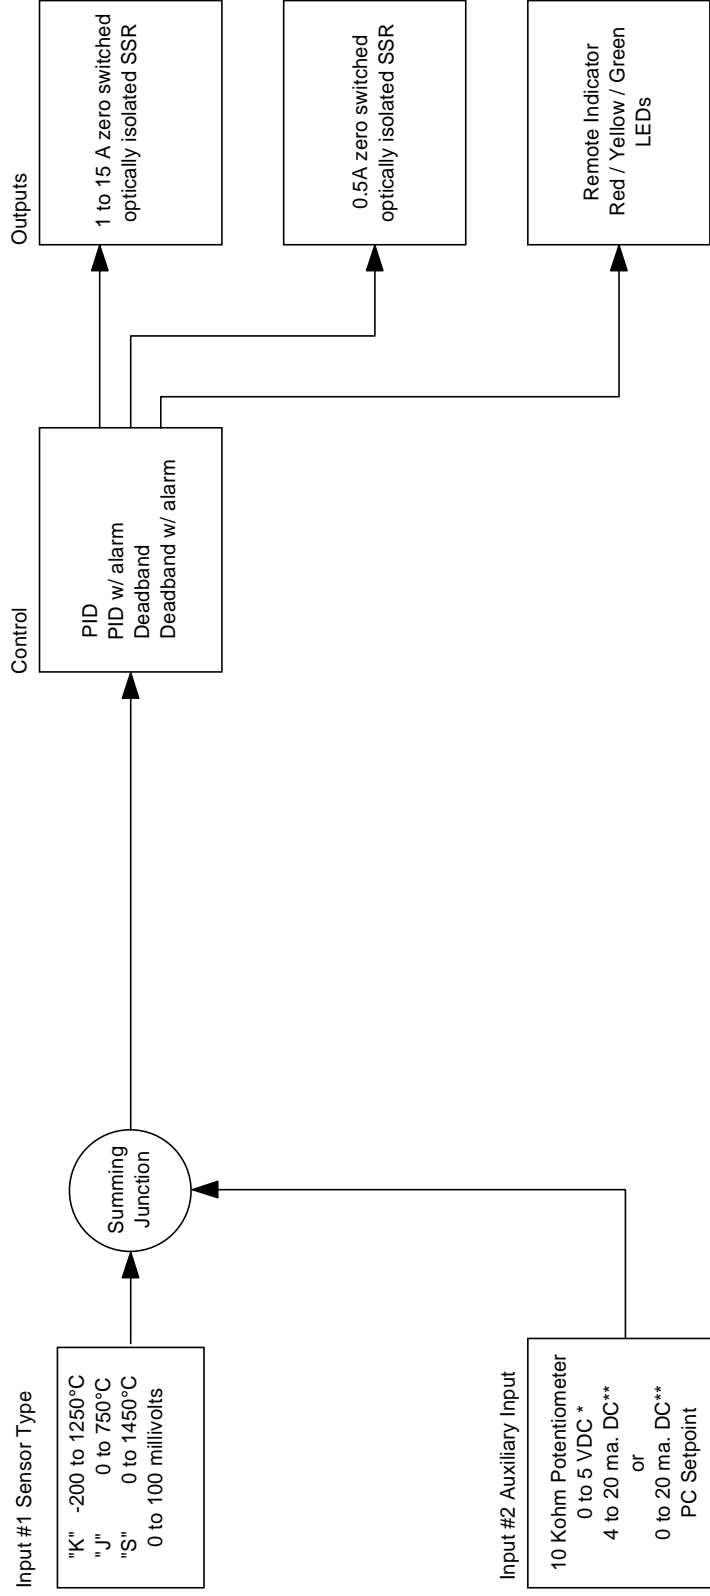 Input #1 Sensor Type
"K" -200 to 1250°C
"J" 0 to 750°C
"S" 0 to 1450°C
0 to 100 millivolts
Input #2 Auxiliary Input
10 Kohm Potentiometer
0 to 5 VDC *
4 to 20 ma. DC**
or
0 to 20 ma. DC**
PC Setpoint
Summing
Junction
Control
PID
PID w/ alarm
Deadband
Deadband w/ alarm
Outputs
1 to 15 A zero switched
optically isolated SSR
0.5A zero switched
optically isolated SSR
Remote Indicator
Red / Yellow / Green
LEDs